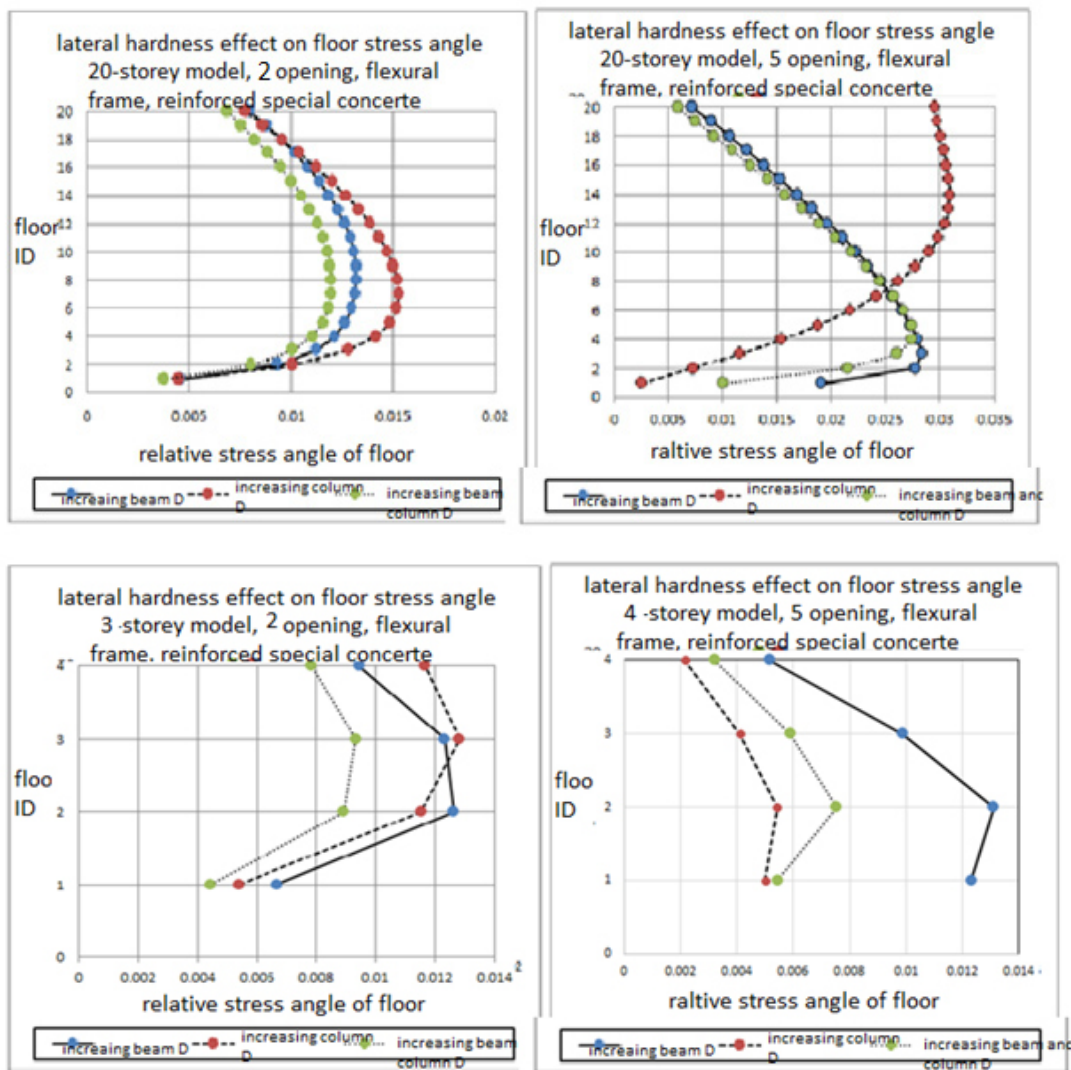 lateral hardness effect on floor stress angle
20-storey model, 2 opening, flexural
frame, reinforced special concerte
20
18
16
14
floor
12
ID
10
8
6
4
2
0
0 0.005 0.01 0.015 0.02
relative stress angle of floor
increaing beam D
increasing column D
increasing beam and column D
lateral hardness effect on floor stress angle
20-storey model, 5 opening, flexural
frame, reinforced special concerte
20
18
16
14
floor
12
ID
10
8
6
4
2
0
0 0.005 0.01 0.015 0.02 0.025 0.03 0.035
raltive stress angle of floor
increaing beam D
increasing column D
increasing beam and column D
lateral hardness effect on floor stress angle
3 -storey model, 2 opening, flexural
frame, reinforced special concerte
4
3
floo
ID
2
1
0
0 0.002 0.004 0.006 0.008 0.01 0.012 0.014
relative stress angle of floor
increaing beam D
increasing column D
increasing beam column D
lateral hardness effect on floor stress angle
4 -storey model, 5 opening, flexural
frame, reinforced special concerte
4
3
floo
ID
2
1
0
0 0.002 0.004 0.006 0.008 0.01 0.012 0.014
raltive stress angle of floor
increaing beam D
increasing column D
increasing beam and column D